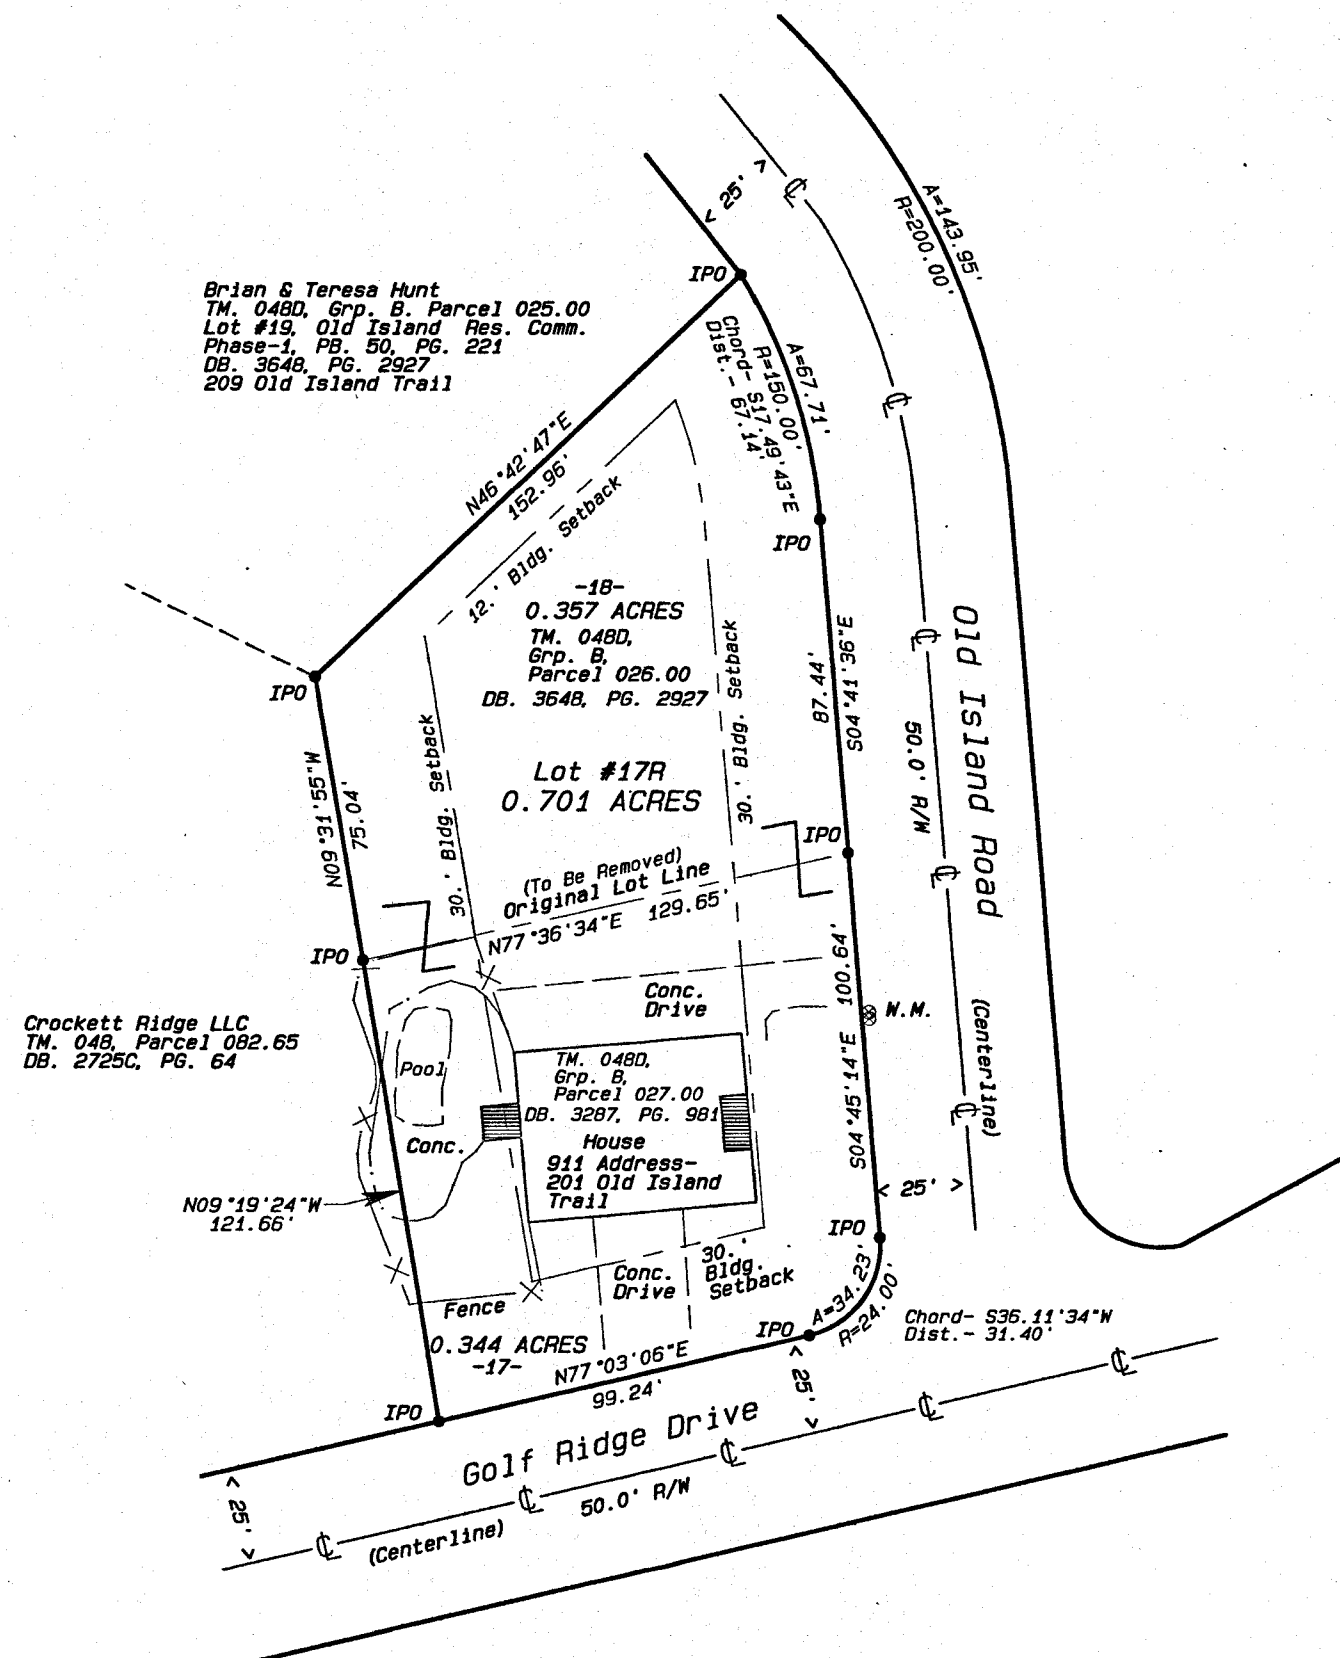 A=143.95'
R=200.00'
< 25' >
℄
IPO
Brian & Teresa Hunt
TM. 048D, Grp. B. Parcel 025.00
Lot #19, Old Island Res. Comm.
Phase-1, PB. 50, PG. 221
DB. 3648, PG. 2927
209 Old Island Trail
A=67.71'
R=150.00'
Chord- S17.49'43"E
Dist.- 67.14'
℄
N46°42'47"E
152.96'
12.' Bldg. Setback
IPO
-18-
0.357 ACRES
TM. 048D,
Grp. B,
Parcel 026.00
DB. 3648, PG. 2927
30.' Bldg. Setback
87.44'
S04°41'36"E
℄
Old Island Road
50.0' R/W
IPO
N09°31'55"W
75.04'
30.' Bldg. Setback
Lot #17R
0.701 ACRES
IPO
(To Be Removed)
Original Lot Line
N77°36'34"E 129.65'
℄
IPO
100.64'
S04°45'14"E
Conc.
Drive
W.M.
(Centerline)
Crockett Ridge LLC
TM. 048, Parcel 082.65
DB. 2725C, PG. 64
Pool
Conc.
TM. 048D,
Grp. B,
Parcel 027.00
DB. 3287, PG. 981
House
911 Address-
201 Old Island
Trail
℄
N09°19'24"W
121.66'
< 25' >
IPO
30.'
Bldg.
Setback
Conc.
Drive
Fence
A=34.23'
R=24.00'
Chord- S36.11'34"W
Dist.- 31.40'
IPO
0.344 ACRES
-17-
N77°03'06"E
99.24'
< 25' >
IPO
Golf Ridge Drive
℄
℄
℄
℄
℄
50.0' R/W
(Centerline)
< 25' >